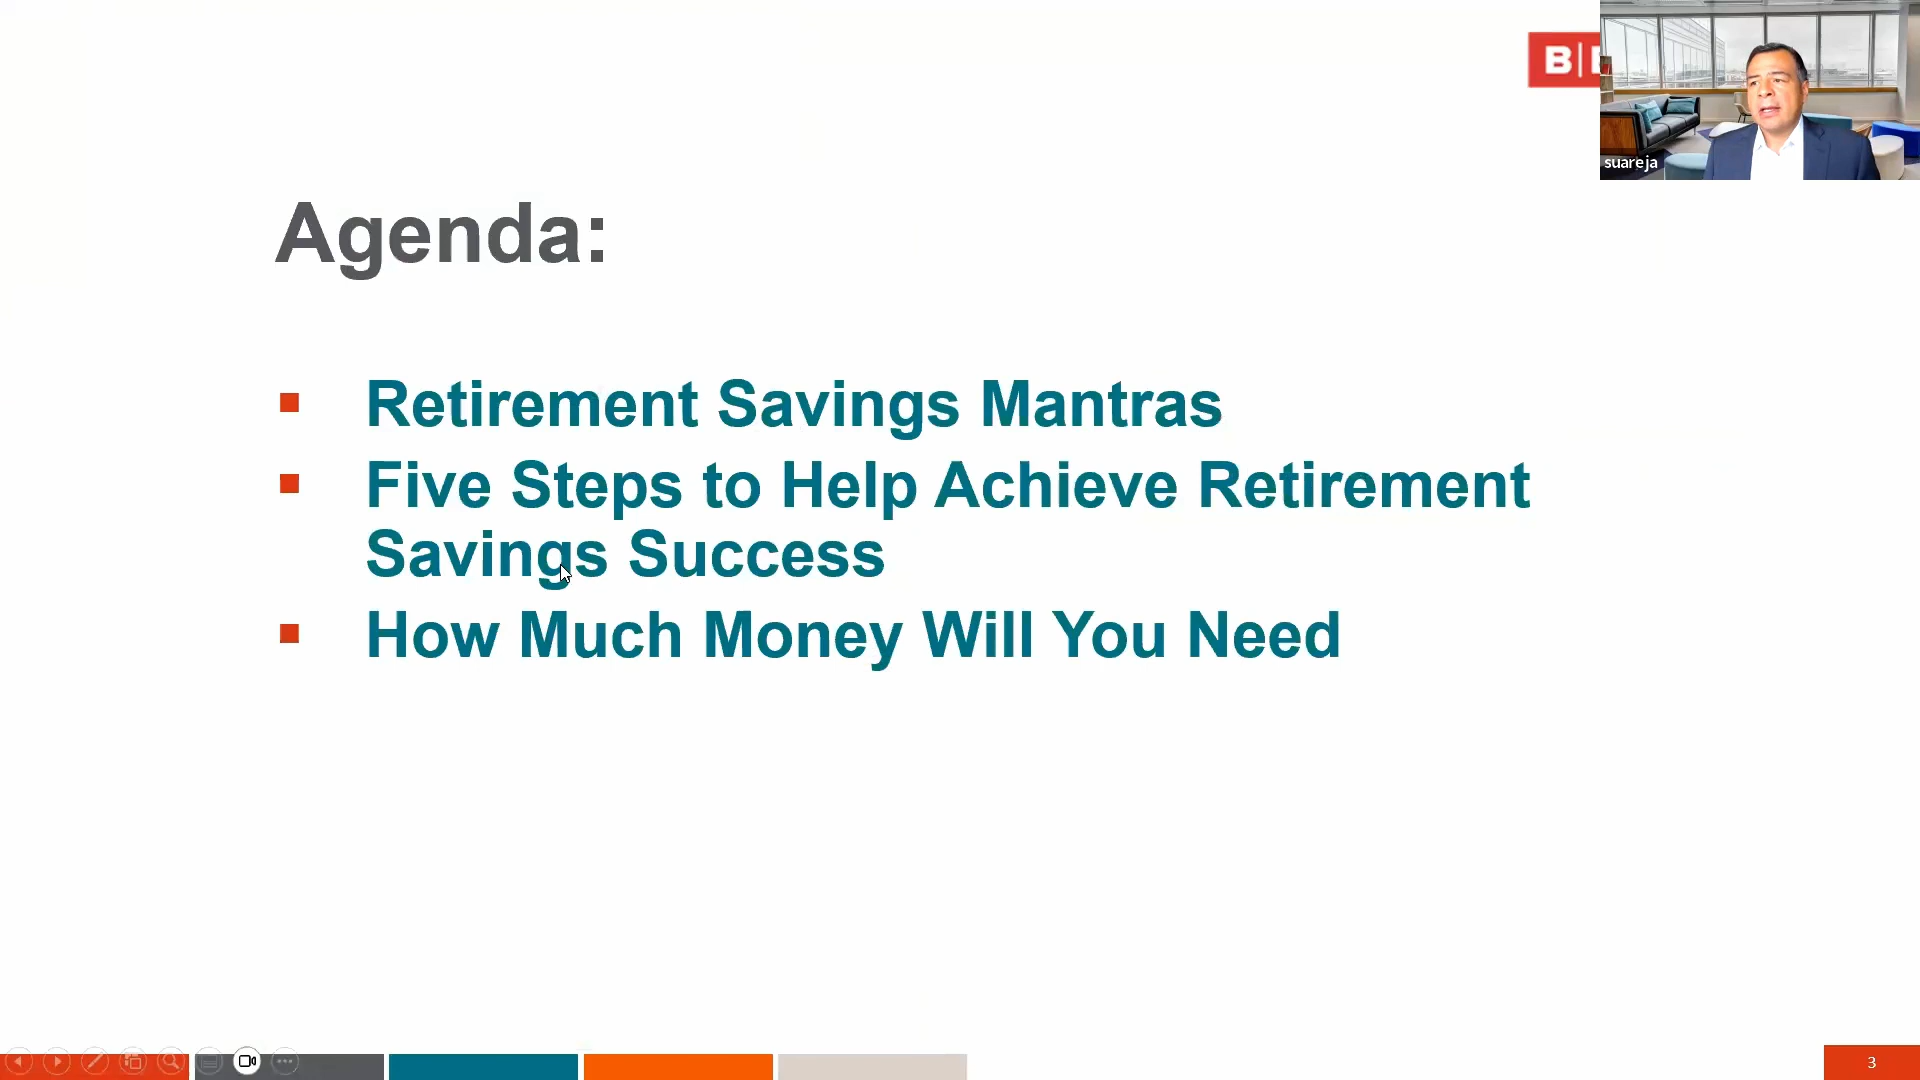 B|
suareja
Agenda:
Retirement Savings Mantras
Five Steps to Help Achieve Retirement
Savings Success
How Much Money Will You Need
3